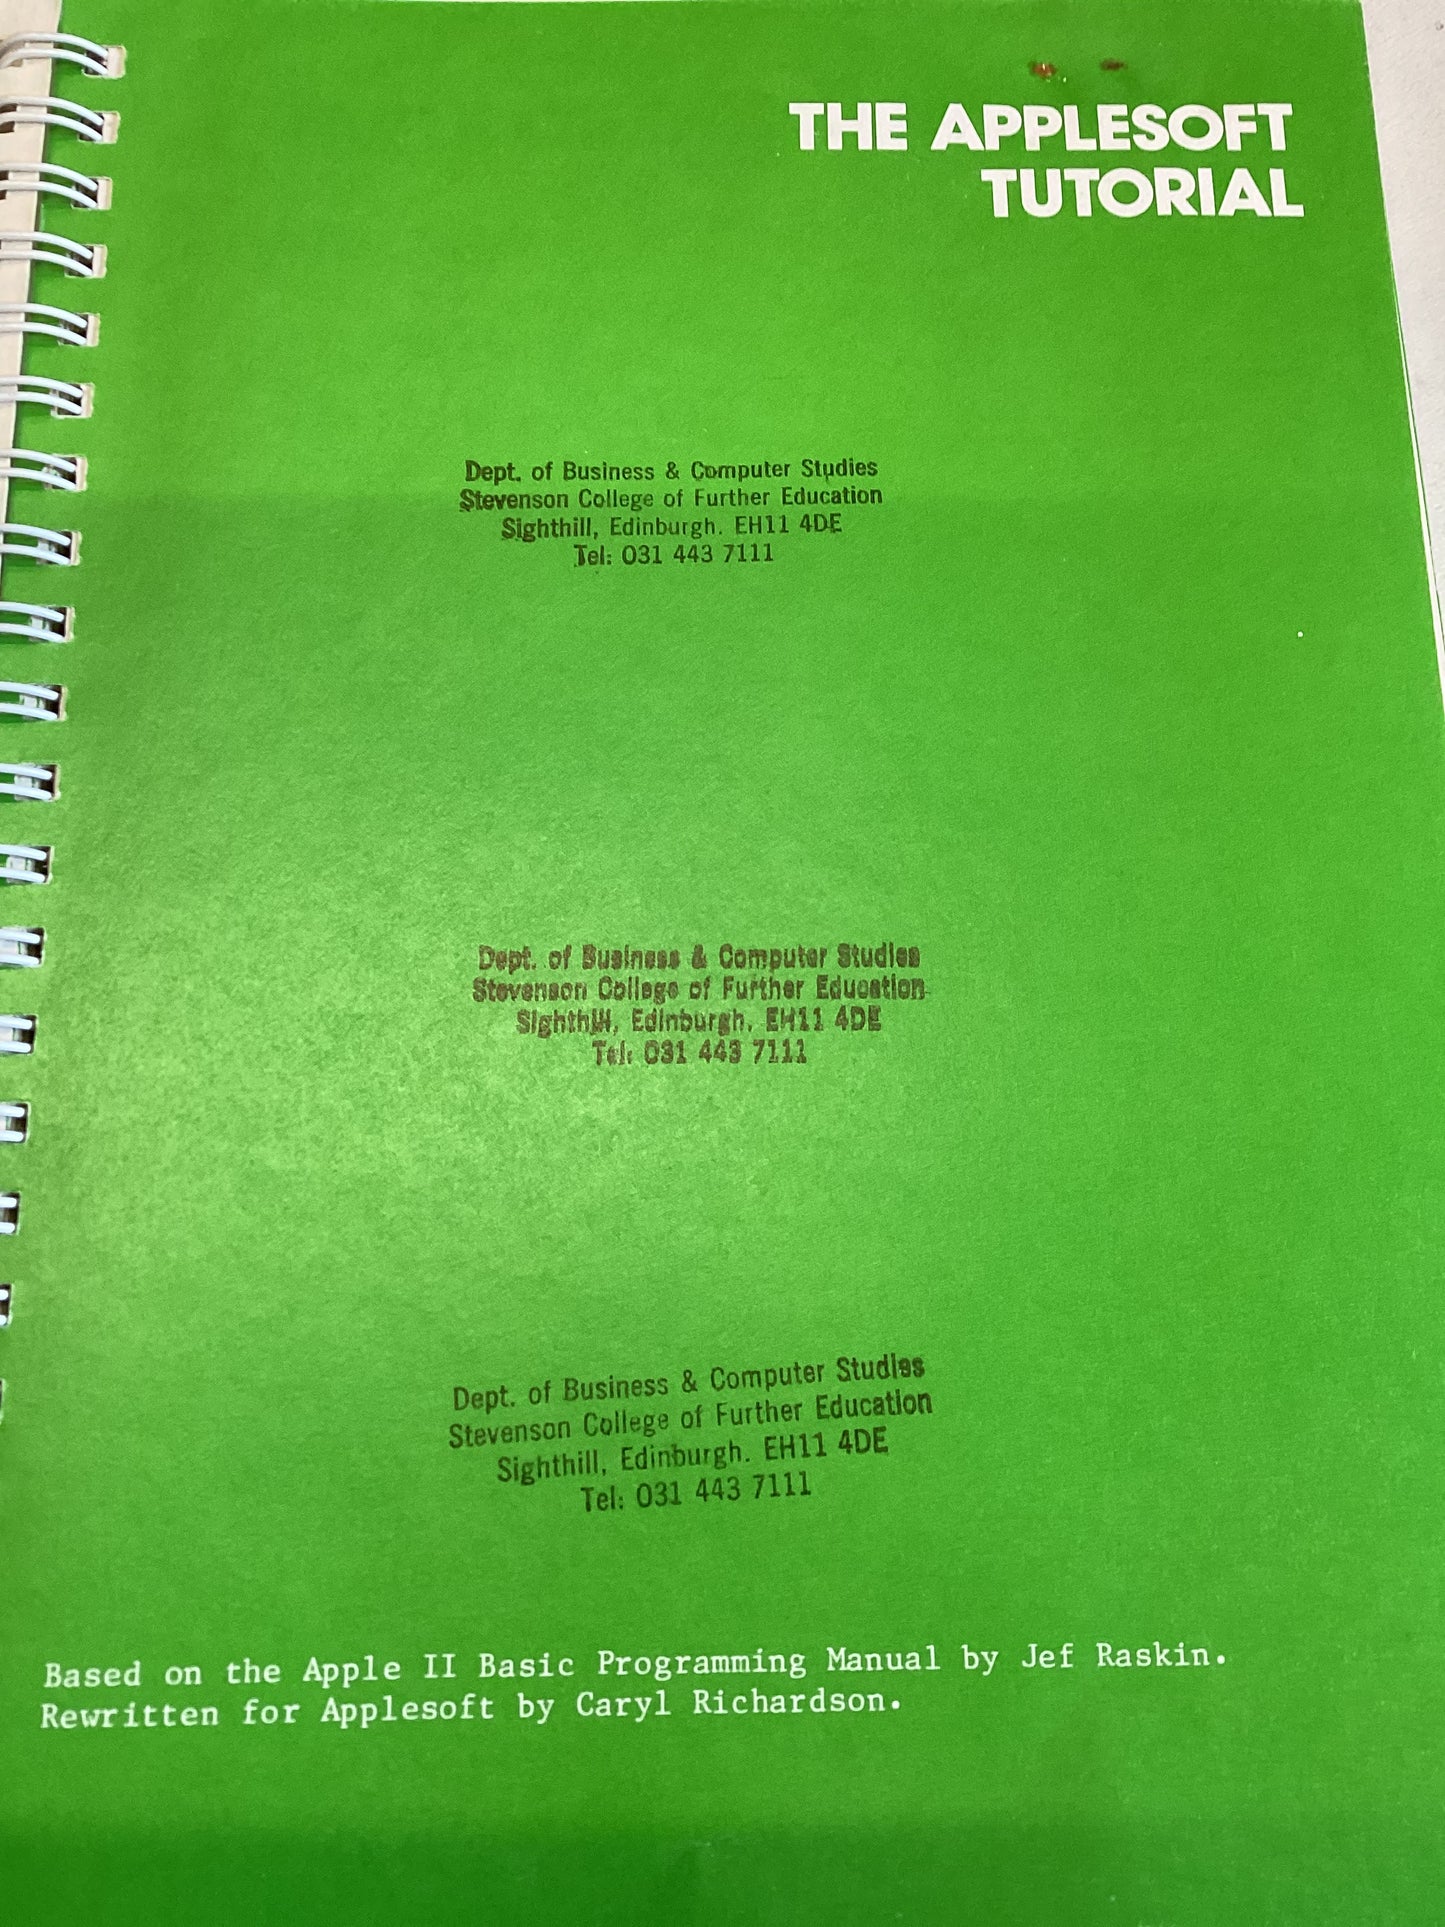 THE APPLESOFT
TUTORIAL
Dept. of Business & Computer Studies
Stevenson College of Further Education
Sighthill, Edinburgh. EH11 4DE
Tel: 031 443 7111
Dept. of Business & Computer Studies
Stevenson College of Further Education
Sighthill, Edinburgh. EH11 4DE
Tel: 031 443 7111
Dept. of Business & Computer Studies
Stevenson College of Further Education
Sighthill, Edinburgh. EH11 4DE
Tel: 031 443 7111
Based on the Apple II Basic Programming Manual by Jef Raskin.
Rewritten for Applesoft by Caryl Richardson.